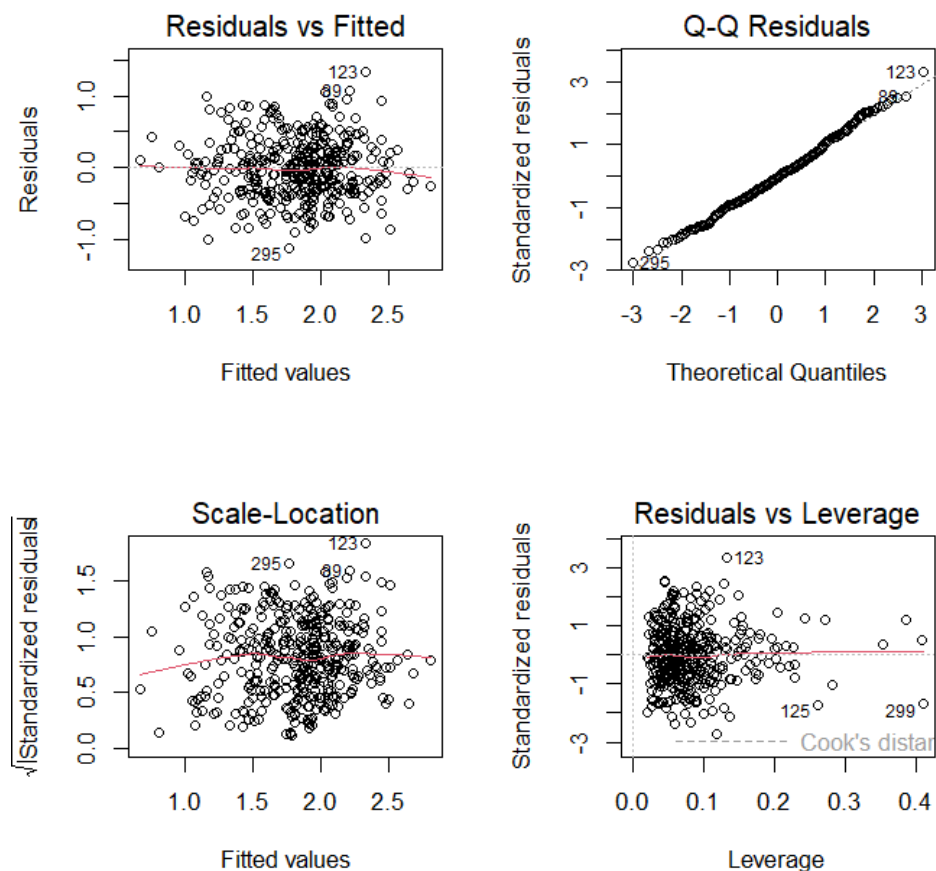 Residuals vs Fitted
Residuals
1.0
0.0
-1.0
123
89
295
1.0 1.5 2.0 2.5
Fitted values
Q-Q Residuals
Standardized residuals
3
1
-1
-3
123
89
295
-3 -2 -1 0 1 2 3
Theoretical Quantiles
Scale-Location
√|Standardized residuals|
1.5
1.0
0.5
0.0
123
295
89
1.0 1.5 2.0 2.5
Fitted values
Residuals vs Leverage
Standardized residuals
3
1
-1
-3
123
125
299
Cook's distan
0.0 0.1 0.2 0.3 0.4
Leverage